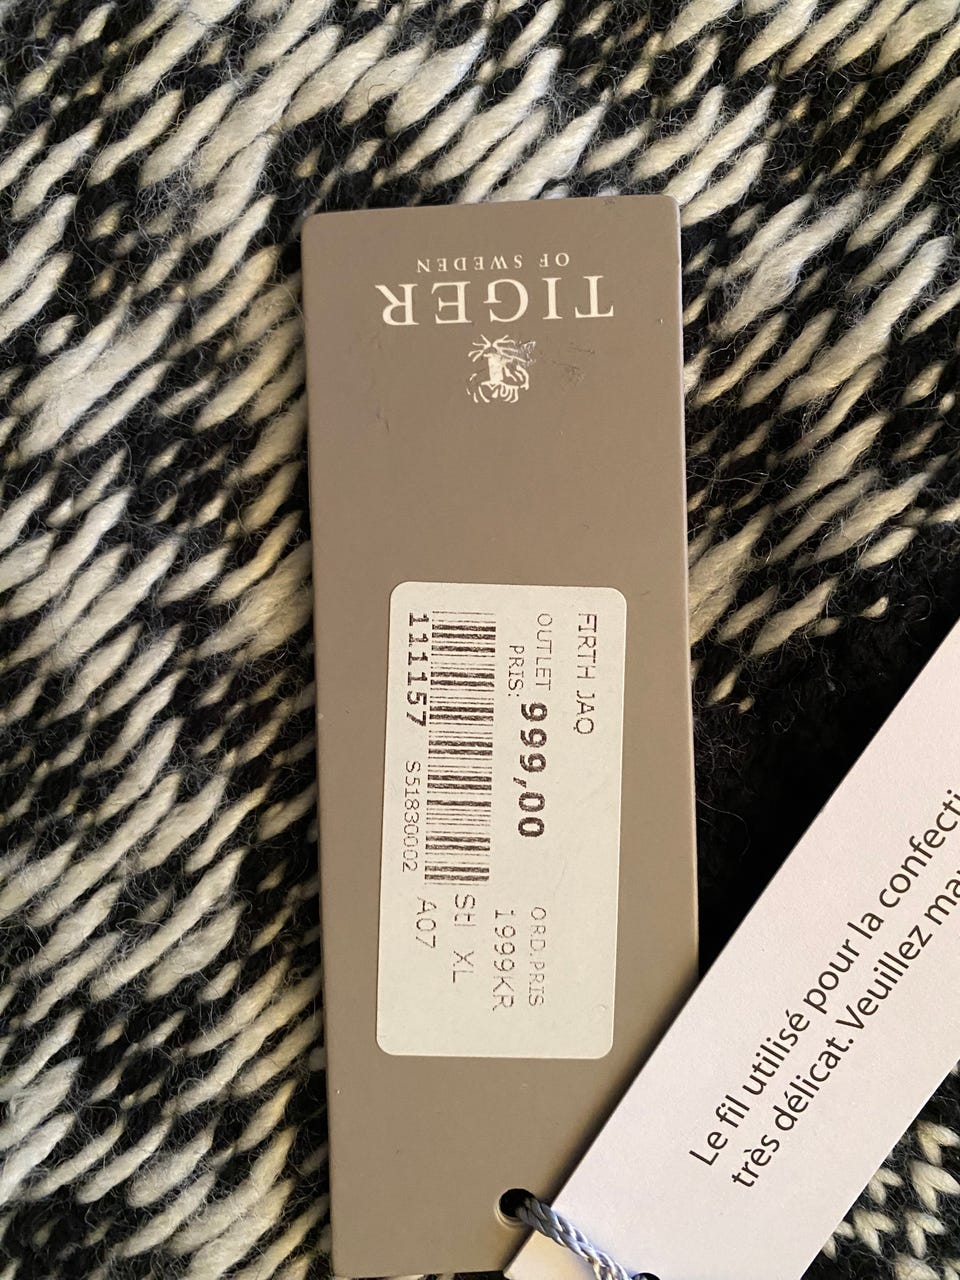 TIGER
OF SWEDEN
FIRTH JAQ
OUTLET
PRIS: 999,00
ORD.PRIS
1999KR
Stl XL
A07
111157 S51830002
Le fil utilisé pour la confecti
très délicat. Veuillez ma